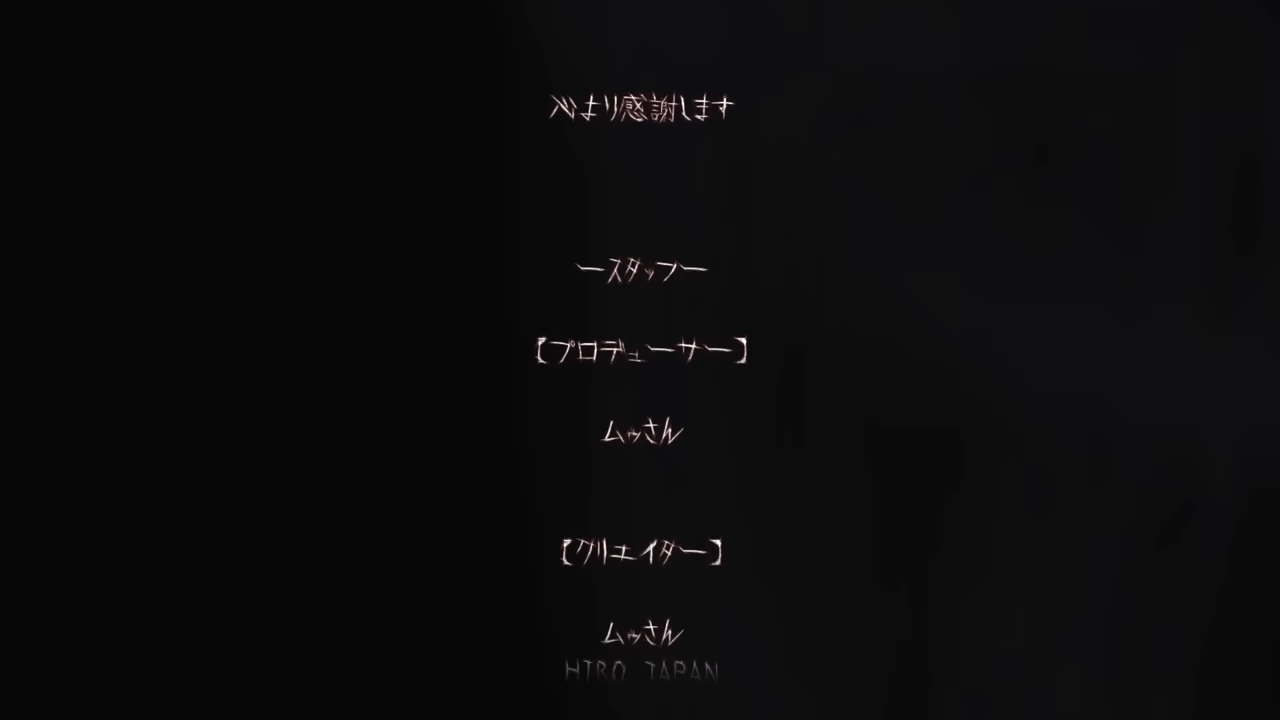 心より感謝します
ースタッフー
【プロデューサー】
ムッさん
【クリエイター】
ムッさん
HIRO JAPAN